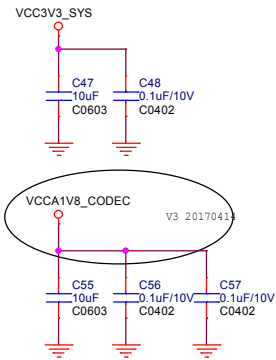 VCC3V3_SYS
C47 C48
10uF 0.1uF/10V
C0603 C0402
VCCA1V8_CODEC
V3 20170414
C55 C56 C57
10uF 0.1uF/10V 0.1uF/10V
C0603 C0402 C0402